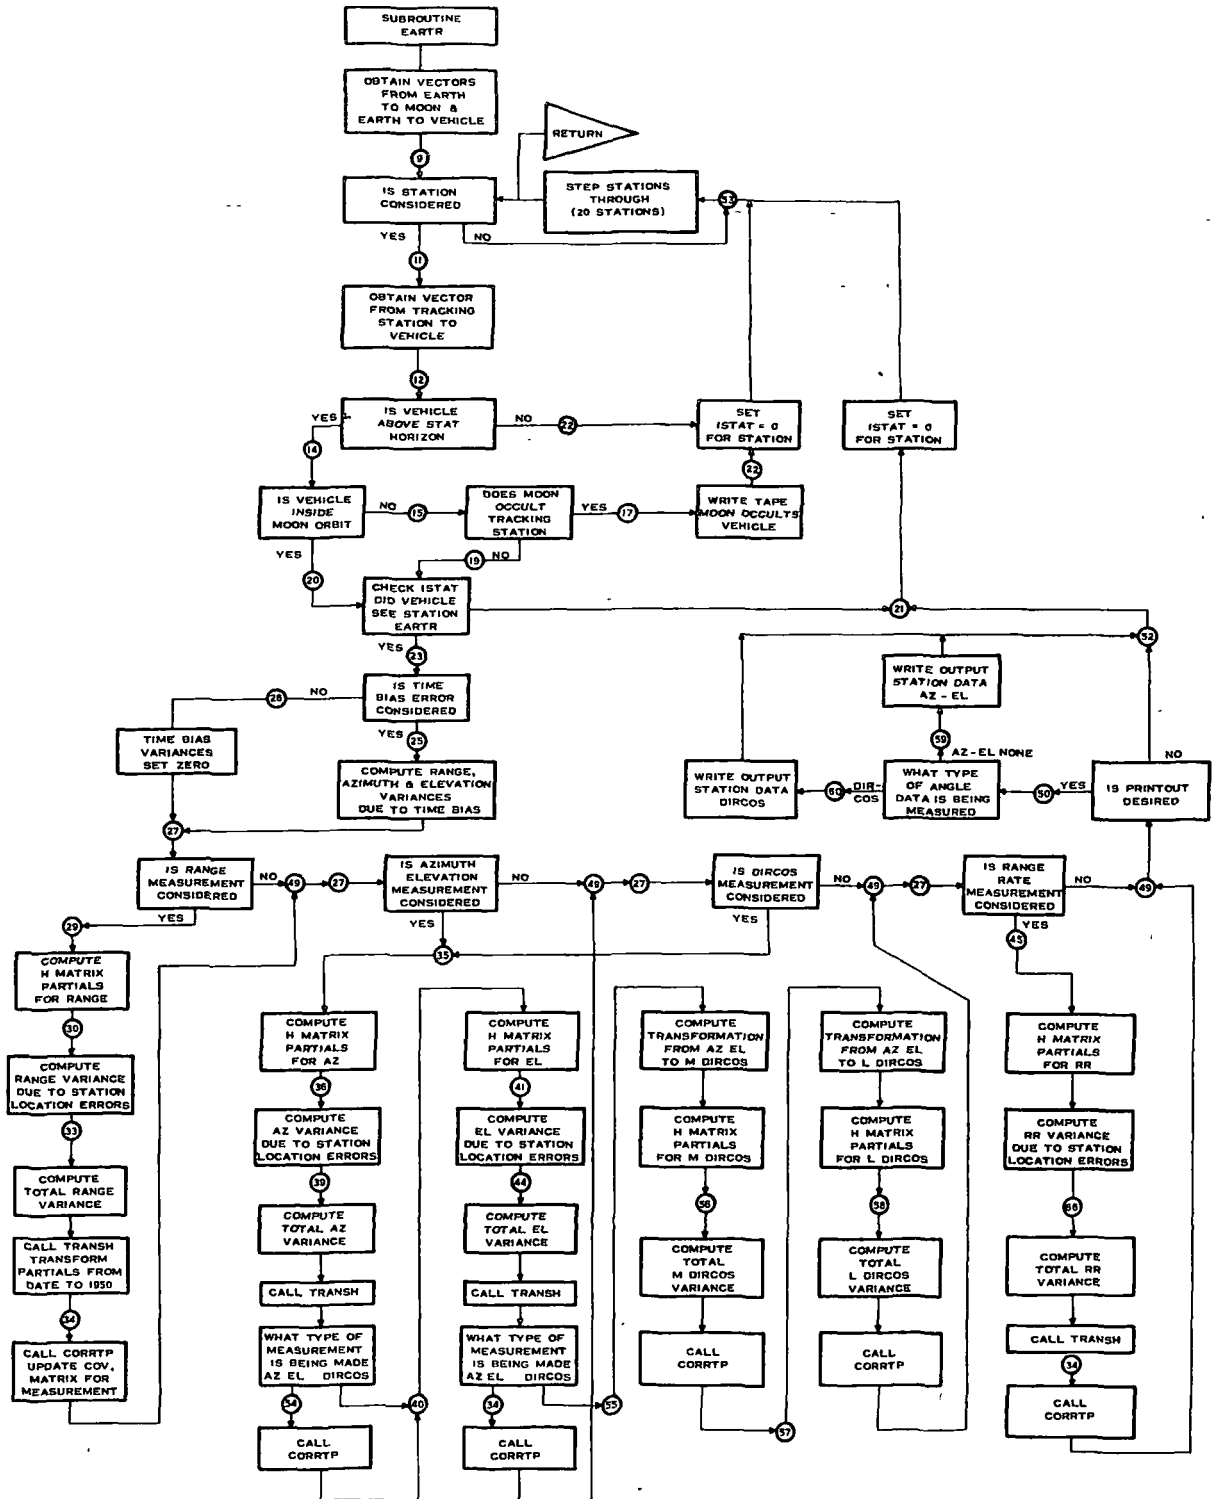 SUBROUTINE
EARTR
OBTAIN VECTORS
FROM EARTH
TO MOON &
EARTH TO VEHICLE
RETURN
9
IS STATION
CONSIDERED
STEP STATIONS
THROUGH
(20 STATIONS)
53
YES
NO
11
OBTAIN VECTOR
FROM TRACKING
STATION TO
VEHICLE
12
YES
IS VEHICLE
ABOVE STAT
HORIZON
NO
22
SET
ISTAT = 0
FOR STATION
SET
ISTAT = 0
FOR STATION
14
22
IS VEHICLE
INSIDE
MOON ORBIT
NO
15
DOES MOON
OCCULT
TRACKING
STATION
YES
17
WRITE TAPE
MOON OCCULTS
VEHICLE
YES
19
NO
20
CHECK ISTAT
DID VEHICLE
SEE STATION
EARTR
21
52
YES
23
WRITE OUTPUT
STATION DATA
AZ - EL
IS TIME
BIAS ERROR
CONSIDERED
NO
26
YES
25
TIME BIAS
VARIANCES
SET ZERO
59
AZ-EL NONE
NO
COMPUTE RANGE,
AZIMUTH & ELEVATION
VARIANCES
DUE TO TIME BIAS
WRITE OUTPUT
STATION DATA
DIRCOS
60
DIR-
COS
WHAT TYPE
OF ANGLE
DATA IS BEING
MEASURED
50
YES
IS PRINTOUT
DESIRED
27
IS RANGE
MEASUREMENT
CONSIDERED
NO
49
27
IS AZIMUTH
ELEVATION
MEASUREMENT
CONSIDERED
NO
49
27
IS DIRCOS
MEASUREMENT
CONSIDERED
NO
49
27
IS RANGE
RATE
MEASUREMENT
CONSIDERED
NO
49
YES
29
YES
35
YES
YES
45
COMPUTE
H MATRIX
PARTIALS
FOR RANGE
30
COMPUTE
RANGE VARIANCE
DUE TO STATION
LOCATION ERRORS
33
COMPUTE
TOTAL RANGE
VARIANCE
CALL TRANSH
TRANSFORM
PARTIALS FROM
DATE TO 1950
34
CALL CORRTP
UPDATE COV.
MATRIX FOR
MEASUREMENT
COMPUTE
H MATRIX
PARTIALS
FOR AZ
36
COMPUTE
AZ VARIANCE
DUE TO STATION
LOCATION ERRORS
39
COMPUTE
TOTAL AZ
VARIANCE
CALL TRANSH
WHAT TYPE OF
MEASUREMENT
IS BEING MADE
AZ EL DIRCOS
34
40
CALL
CORRTP
COMPUTE
H MATRIX
PARTIALS
FOR EL
41
COMPUTE
EL VARIANCE
DUE TO STATION
LOCATION ERRORS
44
COMPUTE
TOTAL EL
VARIANCE
CALL TRANSH
WHAT TYPE OF
MEASUREMENT
IS BEING MADE
AZ EL DIRCOS
34
55
CALL
CORRTP
COMPUTE
TRANSFORMATION
FROM AZ EL
TO M DIRCOS
COMPUTE
H MATRIX
PARTIALS
FOR M DIRCOS
56
COMPUTE
TOTAL
M DIRCOS
VARIANCE
CALL
CORRTP
57
COMPUTE
TRANSFORMATION
FROM AZ EL
TO L DIRCOS
COMPUTE
H MATRIX
PARTIALS
FOR L DIRCOS
58
COMPUTE
TOTAL
L DIRCOS
VARIANCE
CALL
CORRTP
COMPUTE
H MATRIX
PARTIALS
FOR RR
COMPUTE
RR VARIANCE
DUE TO STATION
LOCATION ERRORS
COMPUTE
TOTAL RR
VARIANCE
CALL TRANSH
34
CALL
CORRTP